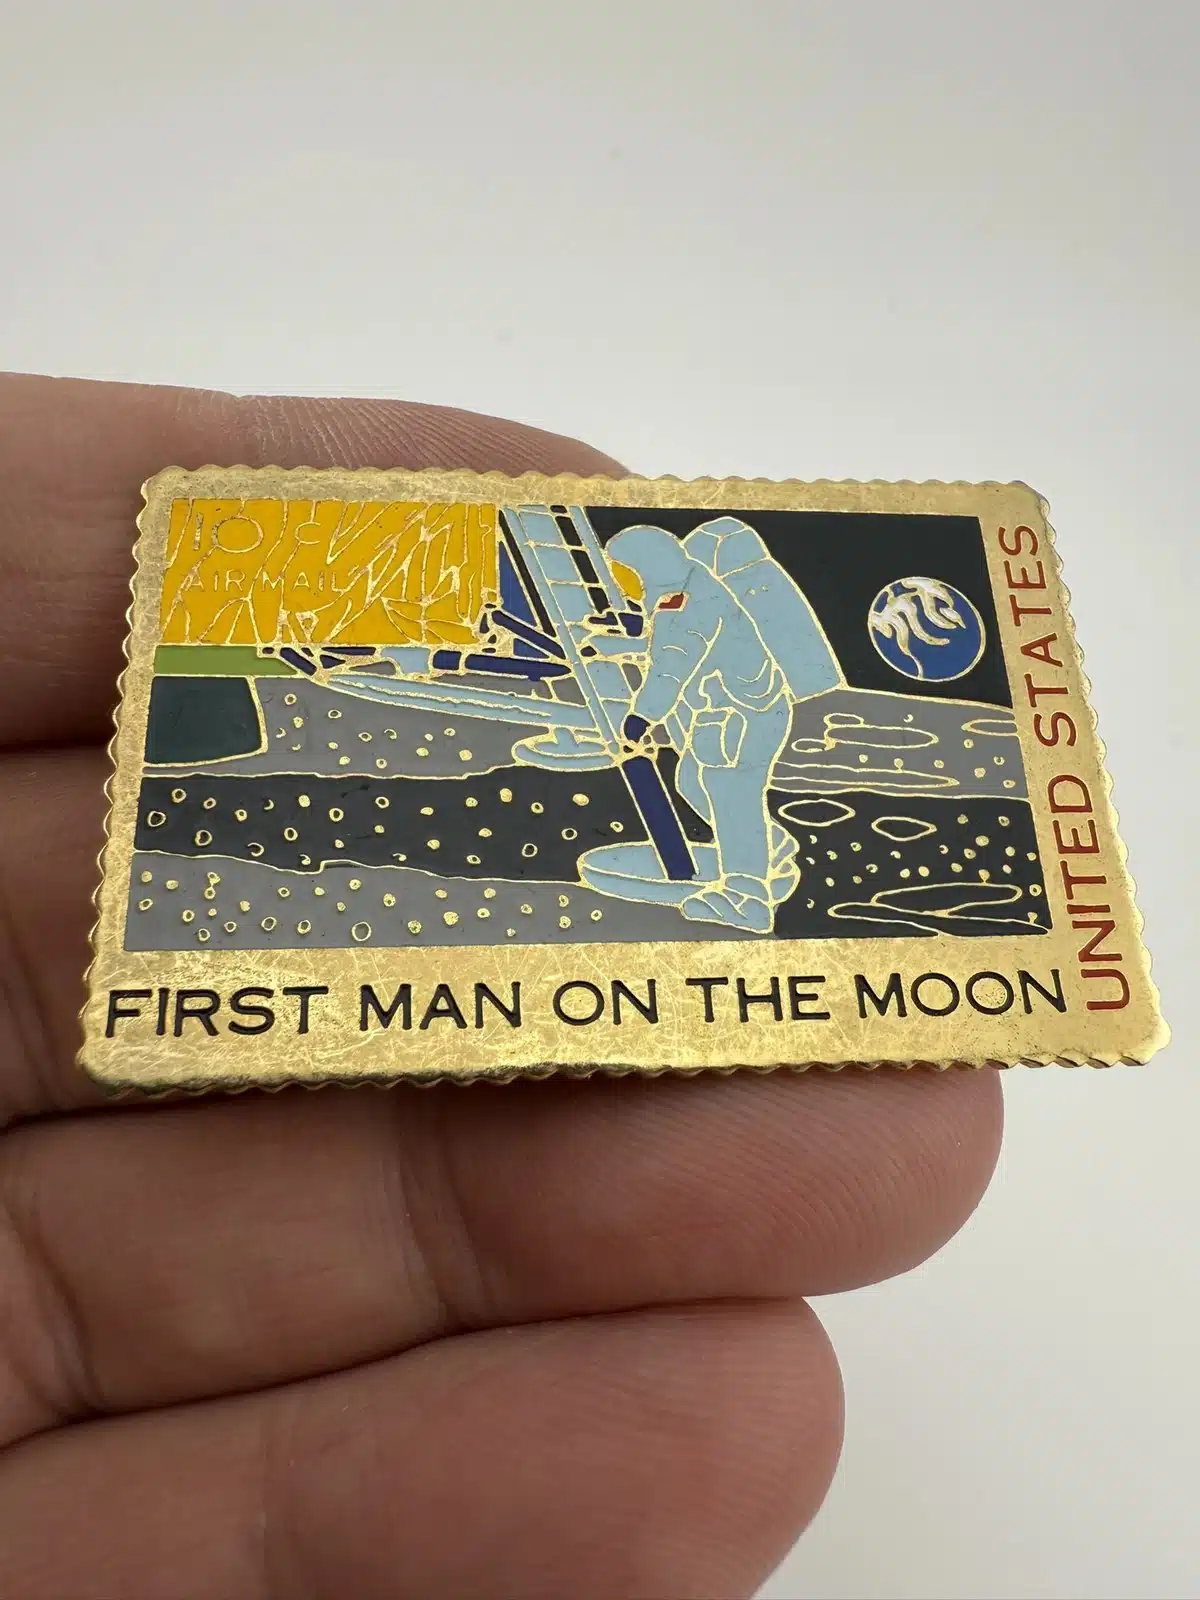 10 C
AIR MAIL
UNITED STATES
FIRST MAN ON THE MOON